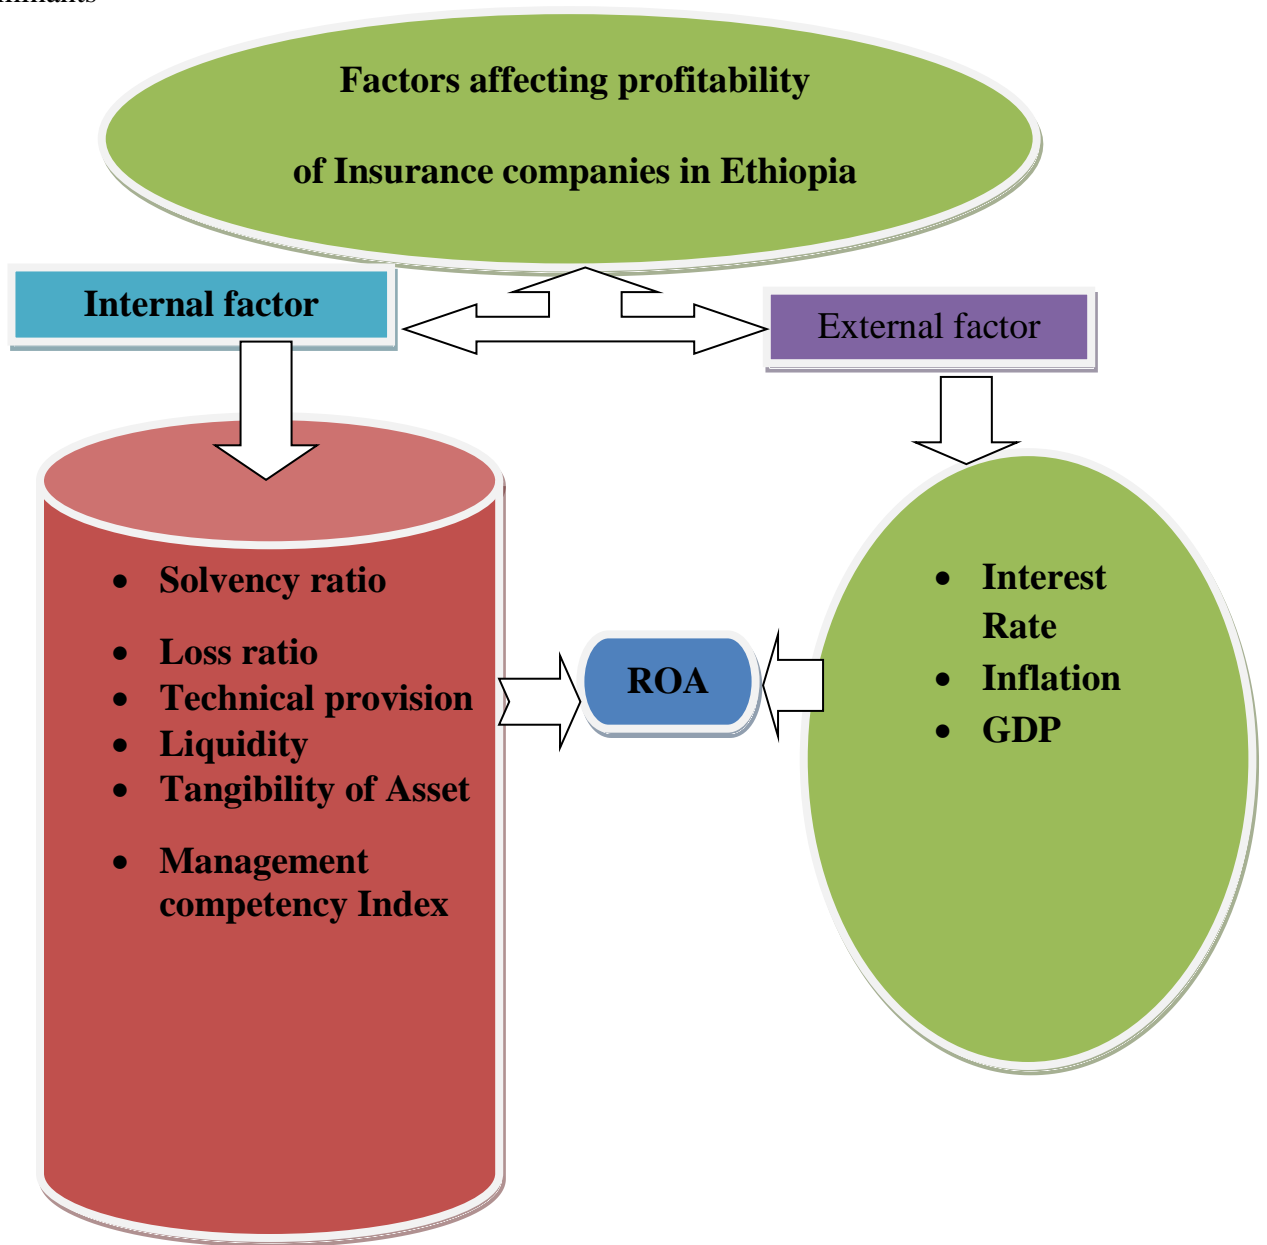 Factors affecting profitability
of Insurance companies in Ethiopia
Internal factor
External factor
• Solvency ratio
• Loss ratio
• Technical provision
• Liquidity
• Tangibility of Asset
• Management
competency Index
ROA
• Interest
Rate
• Inflation
• GDP